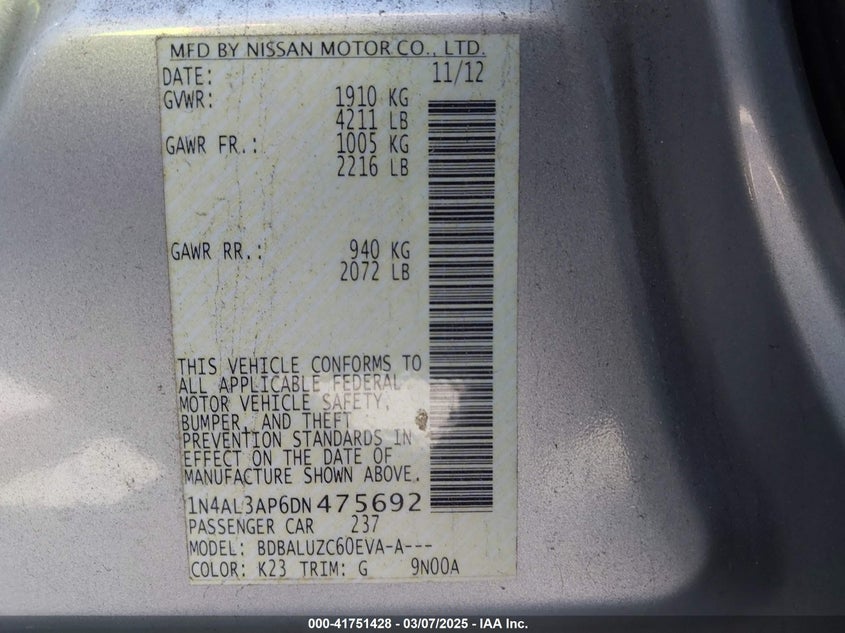 MFD BY NISSAN MOTOR CO., LTD.
DATE: 11/12
GVWR: 1910 KG
4211 LB
GAWR FR.: 1005 KG
2216 LB
GAWR RR.: 940 KG
2072 LB
THIS VEHICLE CONFORMS TO
ALL APPLICABLE FEDERAL
MOTOR VEHICLE SAFETY,
BUMPER, AND THEFT
PREVENTION STANDARDS IN
EFFECT ON THE DATE OF
MANUFACTURE SHOWN ABOVE.
1N4AL3AP6DN475692
PASSENGER CAR 237
MODEL: BDBALUZC60EVA-A---
COLOR: K23 TRIM: G 9N00A
000-41751428 - 03/07/2025 - IAA Inc.